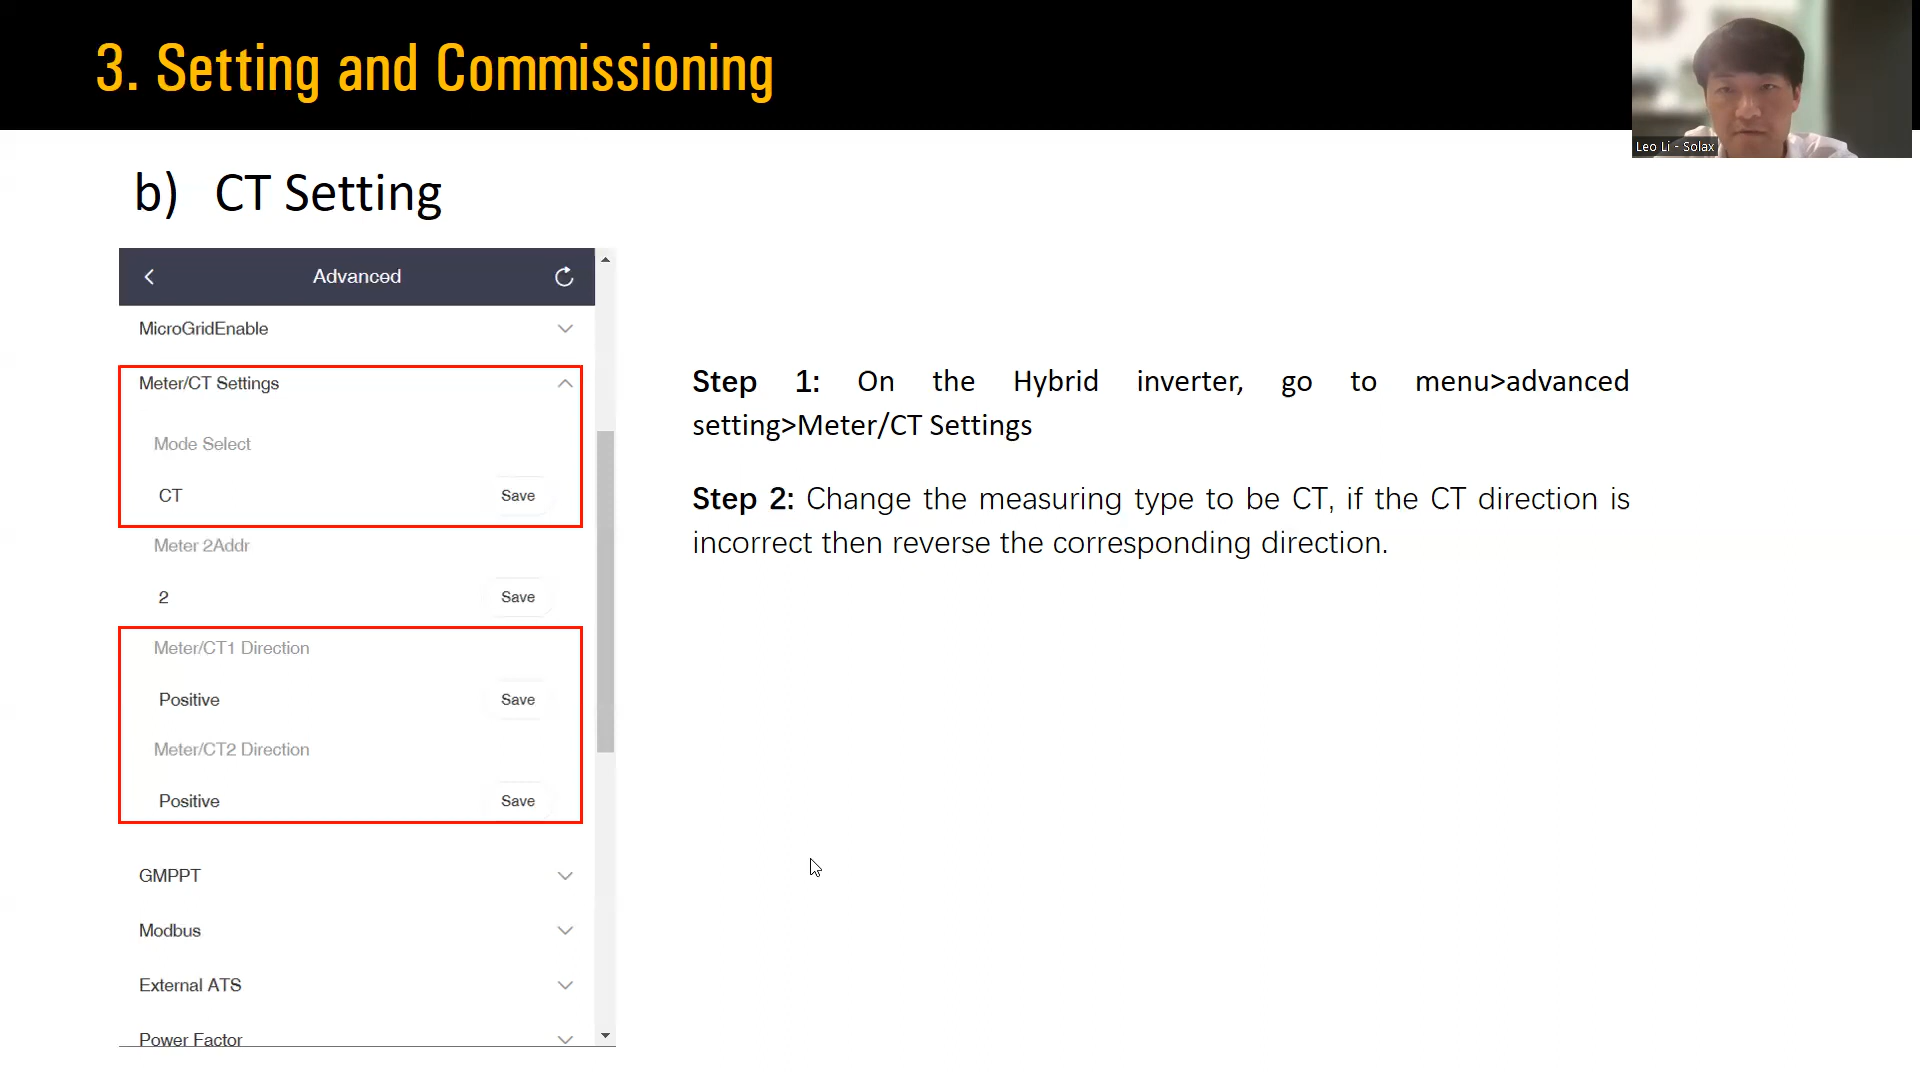 3. Setting and Commissioning
Leo Li - Solax
b) CT Setting
Advanced
MicroGridEnable
Meter/CT Settings
Mode Select
CT Save
Meter 2Addr
2 Save
Meter/CT1 Direction
Positive Save
Meter/CT2 Direction
Positive Save
GMPPT
Modbus
External ATS
Power Factor
Step 1: On the Hybrid inverter, go to menu>advanced
setting>Meter/CT Settings
Step 2: Change the measuring type to be CT, if the CT direction is
incorrect then reverse the corresponding direction.